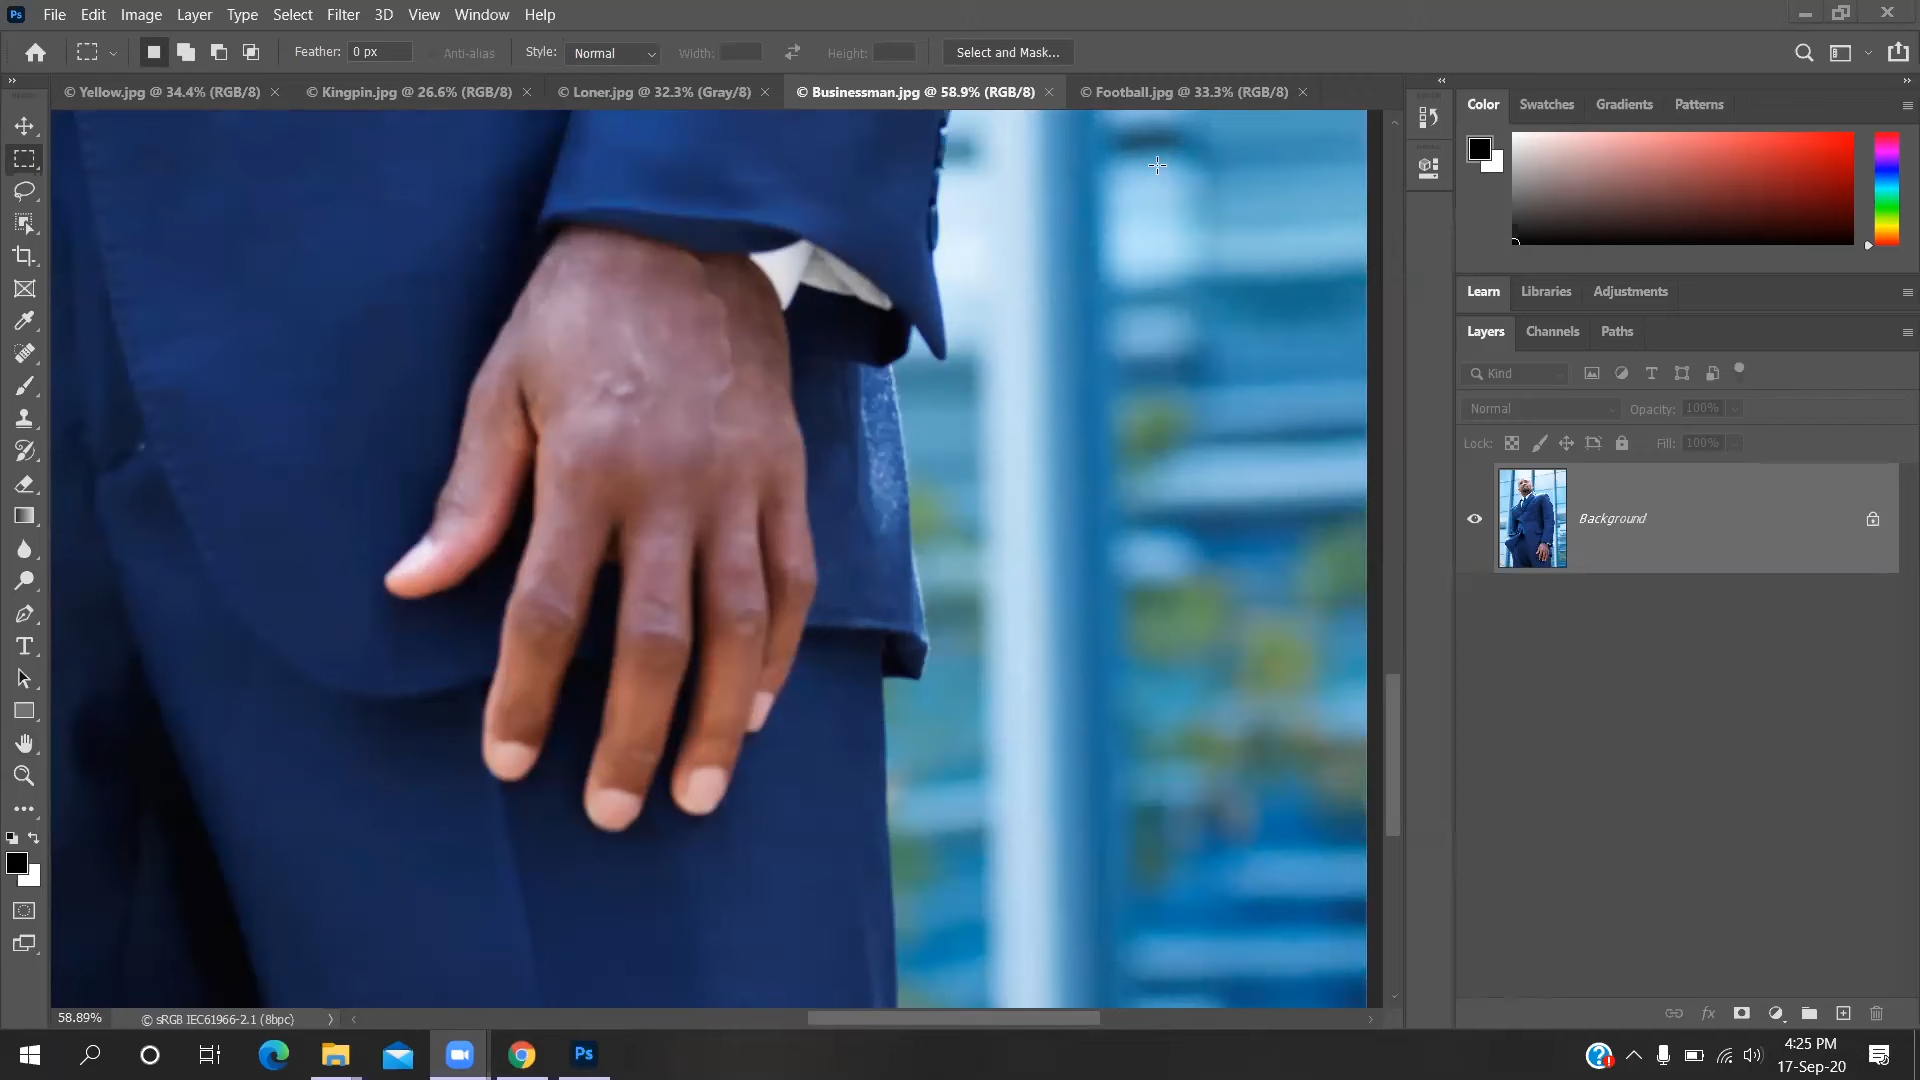 Ps File Edit Image Layer Type Select Filter 3D View Window Help
Feather: 0 px Anti-alias Style: Normal Width: Height: Select and Mask...
© Yellow.jpg @ 34.4% (RGB/8) © Kingpin.jpg @ 26.6% (RGB/8) © Loner.jpg @ 32.3% (Gray/8) © Businessman.jpg @ 58.9% (RGB/8) © Football.jpg @ 33.3% (RGB/8)
Color Swatches Gradients Patterns
Learn Libraries Adjustments
Layers Channels Paths
Kind
Normal Opacity: 100%
Lock: Fill: 100%
Background
58.89% © sRGB IEC61966-2.1 (8bpc)
fx
Ps
4:25 PM
17-Sep-20